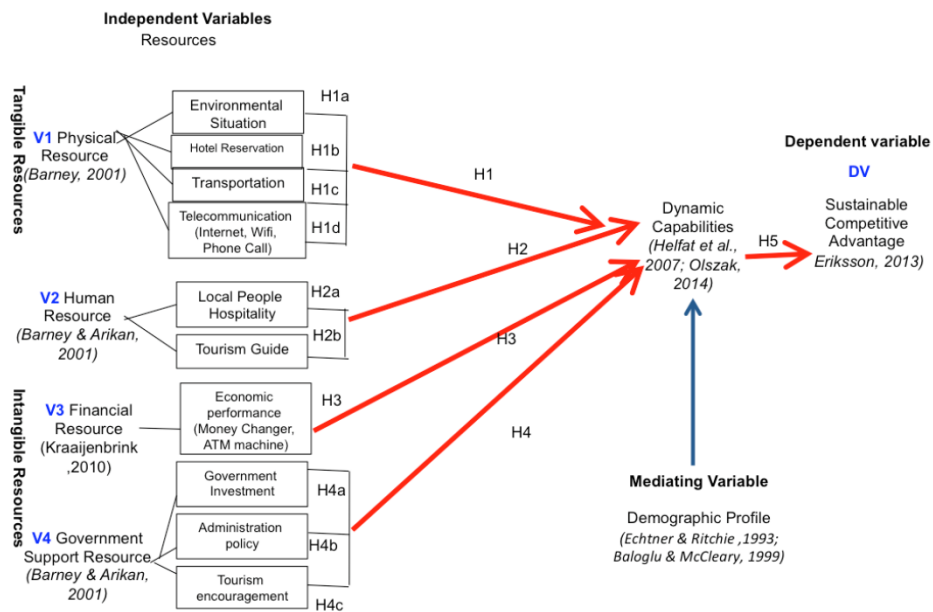 Independent Variables
Resources
Tangible Resources
V1 Physical
Resource
(Barney, 2001)
Environmental
Situation
Hotel Reservation
Transportation
Telecommunication
(Internet, Wifi,
Phone Call)
H1a
H1b
H1c
H1d
H1
V2 Human
Resource
(Barney & Arikan,
2001)
Local People
Hospitality
Tourism Guide
H2a
H2b
H2
Intangible Resources
V3 Financial
Resource
(Kraaijenbrink
,2010)
Economic
performance
(Money Changer,
ATM machine)
H3
H3
V4 Government
Support Resource
(Barney & Arikan,
2001)
Government
Investment
Administration
policy
Tourism
encouragement
H4a
H4b
H4c
H4
Dynamic
Capabilities
(Helfat et al.,
2007; Olszak,
2014)
H5
Dependent variable
DV
Sustainable
Competitive
Advantage
Eriksson, 2013)
Mediating Variable
Demographic Profile
(Echtner & Ritchie ,1993;
Baloglu & McCleary, 1999)